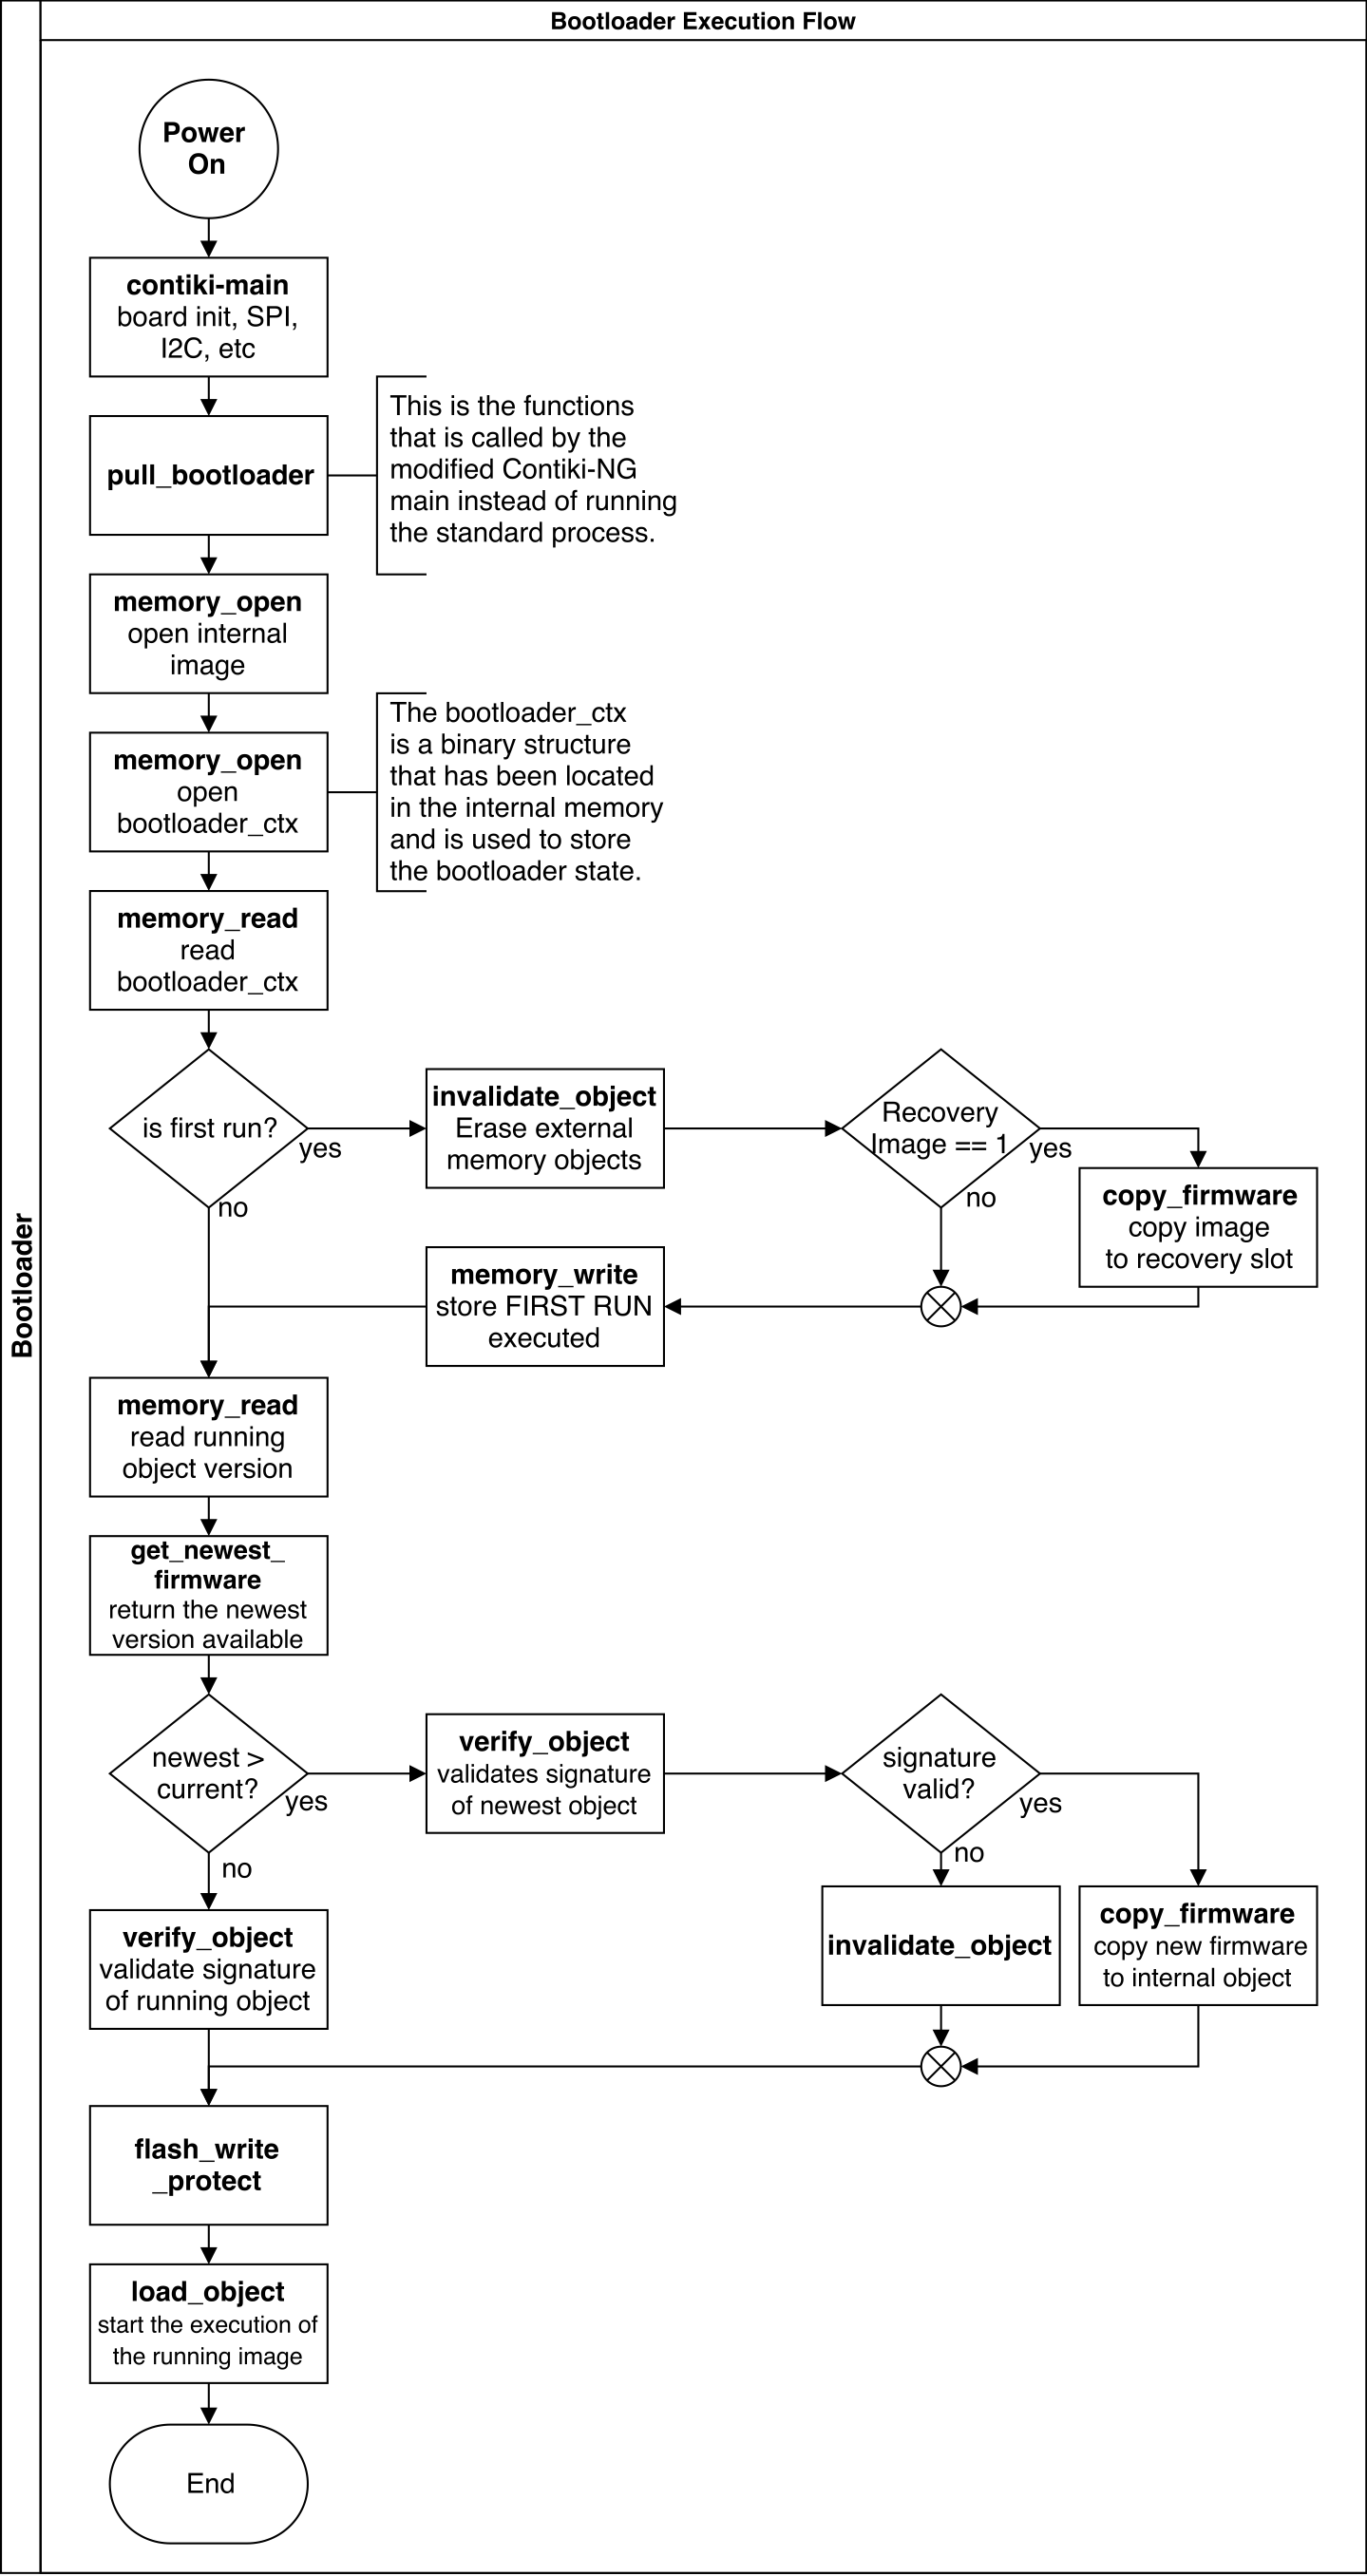 Bootloader Execution Flow
Bootloader
Power
On
contiki-main
board init, SPI,
I2C, etc
pull_bootloader
This is the functions
that is called by the
modified Contiki-NG
main instead of running
the standard process.
memory_open
open internal
image
memory_open
open
bootloader_ctx
The bootloader_ctx
is a binary structure
that has been located
in the internal memory
and is used to store
the bootloader state.
memory_read
read
bootloader_ctx
is first run?
yes
no
invalidate_object
Erase external
memory objects
Recovery
Image == 1
yes
no
copy_firmware
copy image
to recovery slot
memory_write
store FIRST RUN
executed
memory_read
read running
object version
get_newest_
firmware
return the newest
version available
newest >
current?
yes
no
verify_object
validates signature
of newest object
signature
valid?
yes
no
verify_object
validate signature
of running object
invalidate_object
copy_firmware
copy new firmware
to internal object
flash_write
_protect
load_object
start the execution of
the running image
End